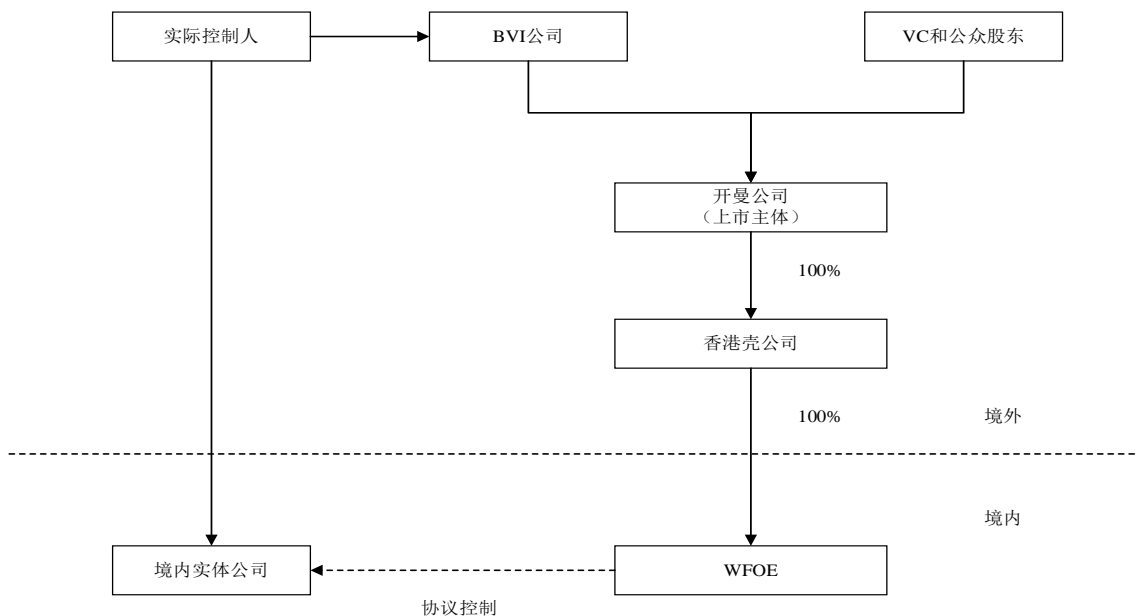 实际控制人
BVI公司
VC和公众股东
开曼公司
（上市主体）
100%
香港壳公司
100%
境外
境内
境内实体公司
WFOE
协议控制